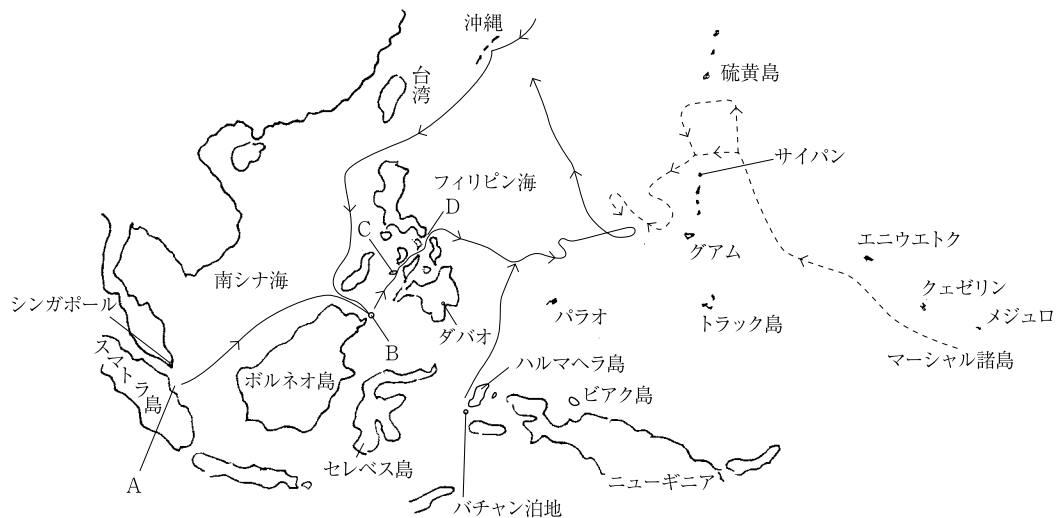 沖縄
台湾
硫黄島
サイパン
フィリピン海
D
C
グアム
エニウエトク
クェゼリン
メジュロ
マーシャル諸島
南シナ海
シンガポール
パラオ
トラック島
ダバオ
B
スマトラ島
ボルネオ島
ハルマヘラ島
ビアク島
セレベス島
ニューギニア
A
バチャン泊地